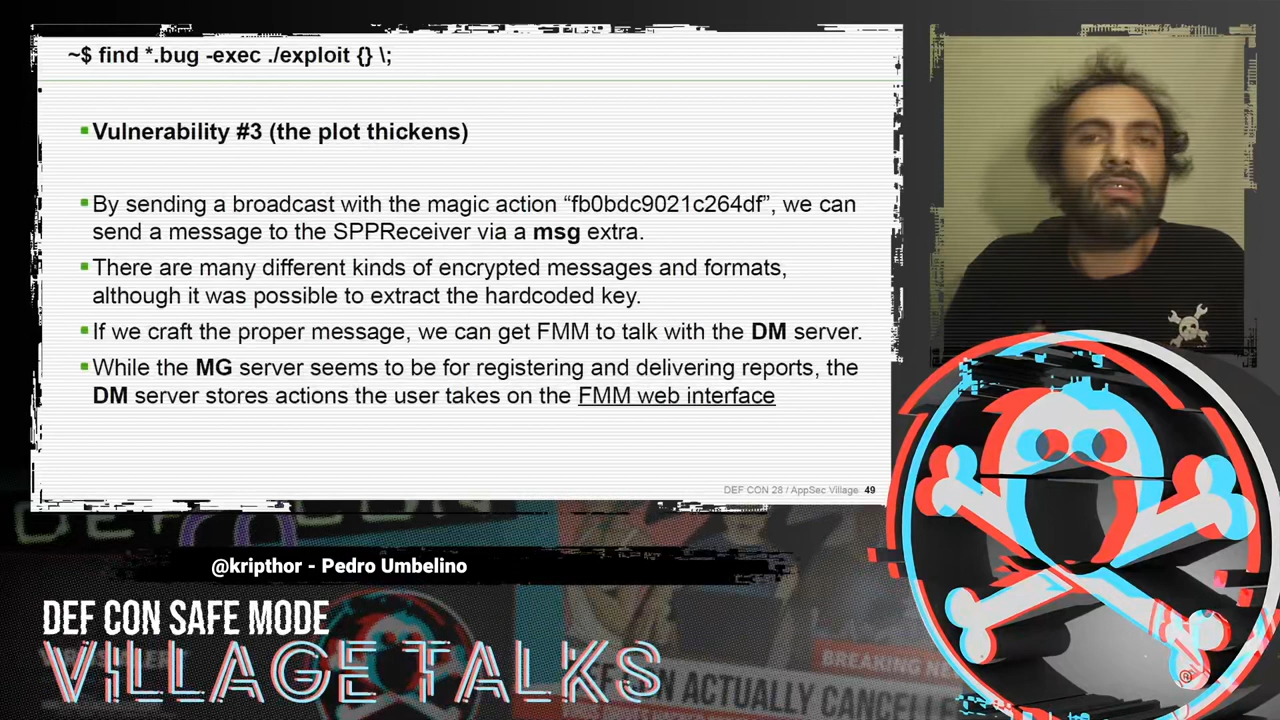 ~$ find *.bug -exec ./exploit {} \;
Vulnerability #3 (the plot thickens)
By sending a broadcast with the magic action “fb0bdc9021c264df”, we can
send a message to the SPPReceiver via a msg extra.
There are many different kinds of encrypted messages and formats,
although it was possible to extract the hardcoded key.
If we craft the proper message, we can get FMM to talk with the DM server.
While the MG server seems to be for registering and delivering reports, the
DM server stores actions the user takes on the FMM web interface
DEF CON 28 / AppSec Village 49
@kripthor - Pedro Umbelino
DEF CON SAFE MODE
VILLAGE TALKS
DEF CON
BREAKING
ACTUALLY
®